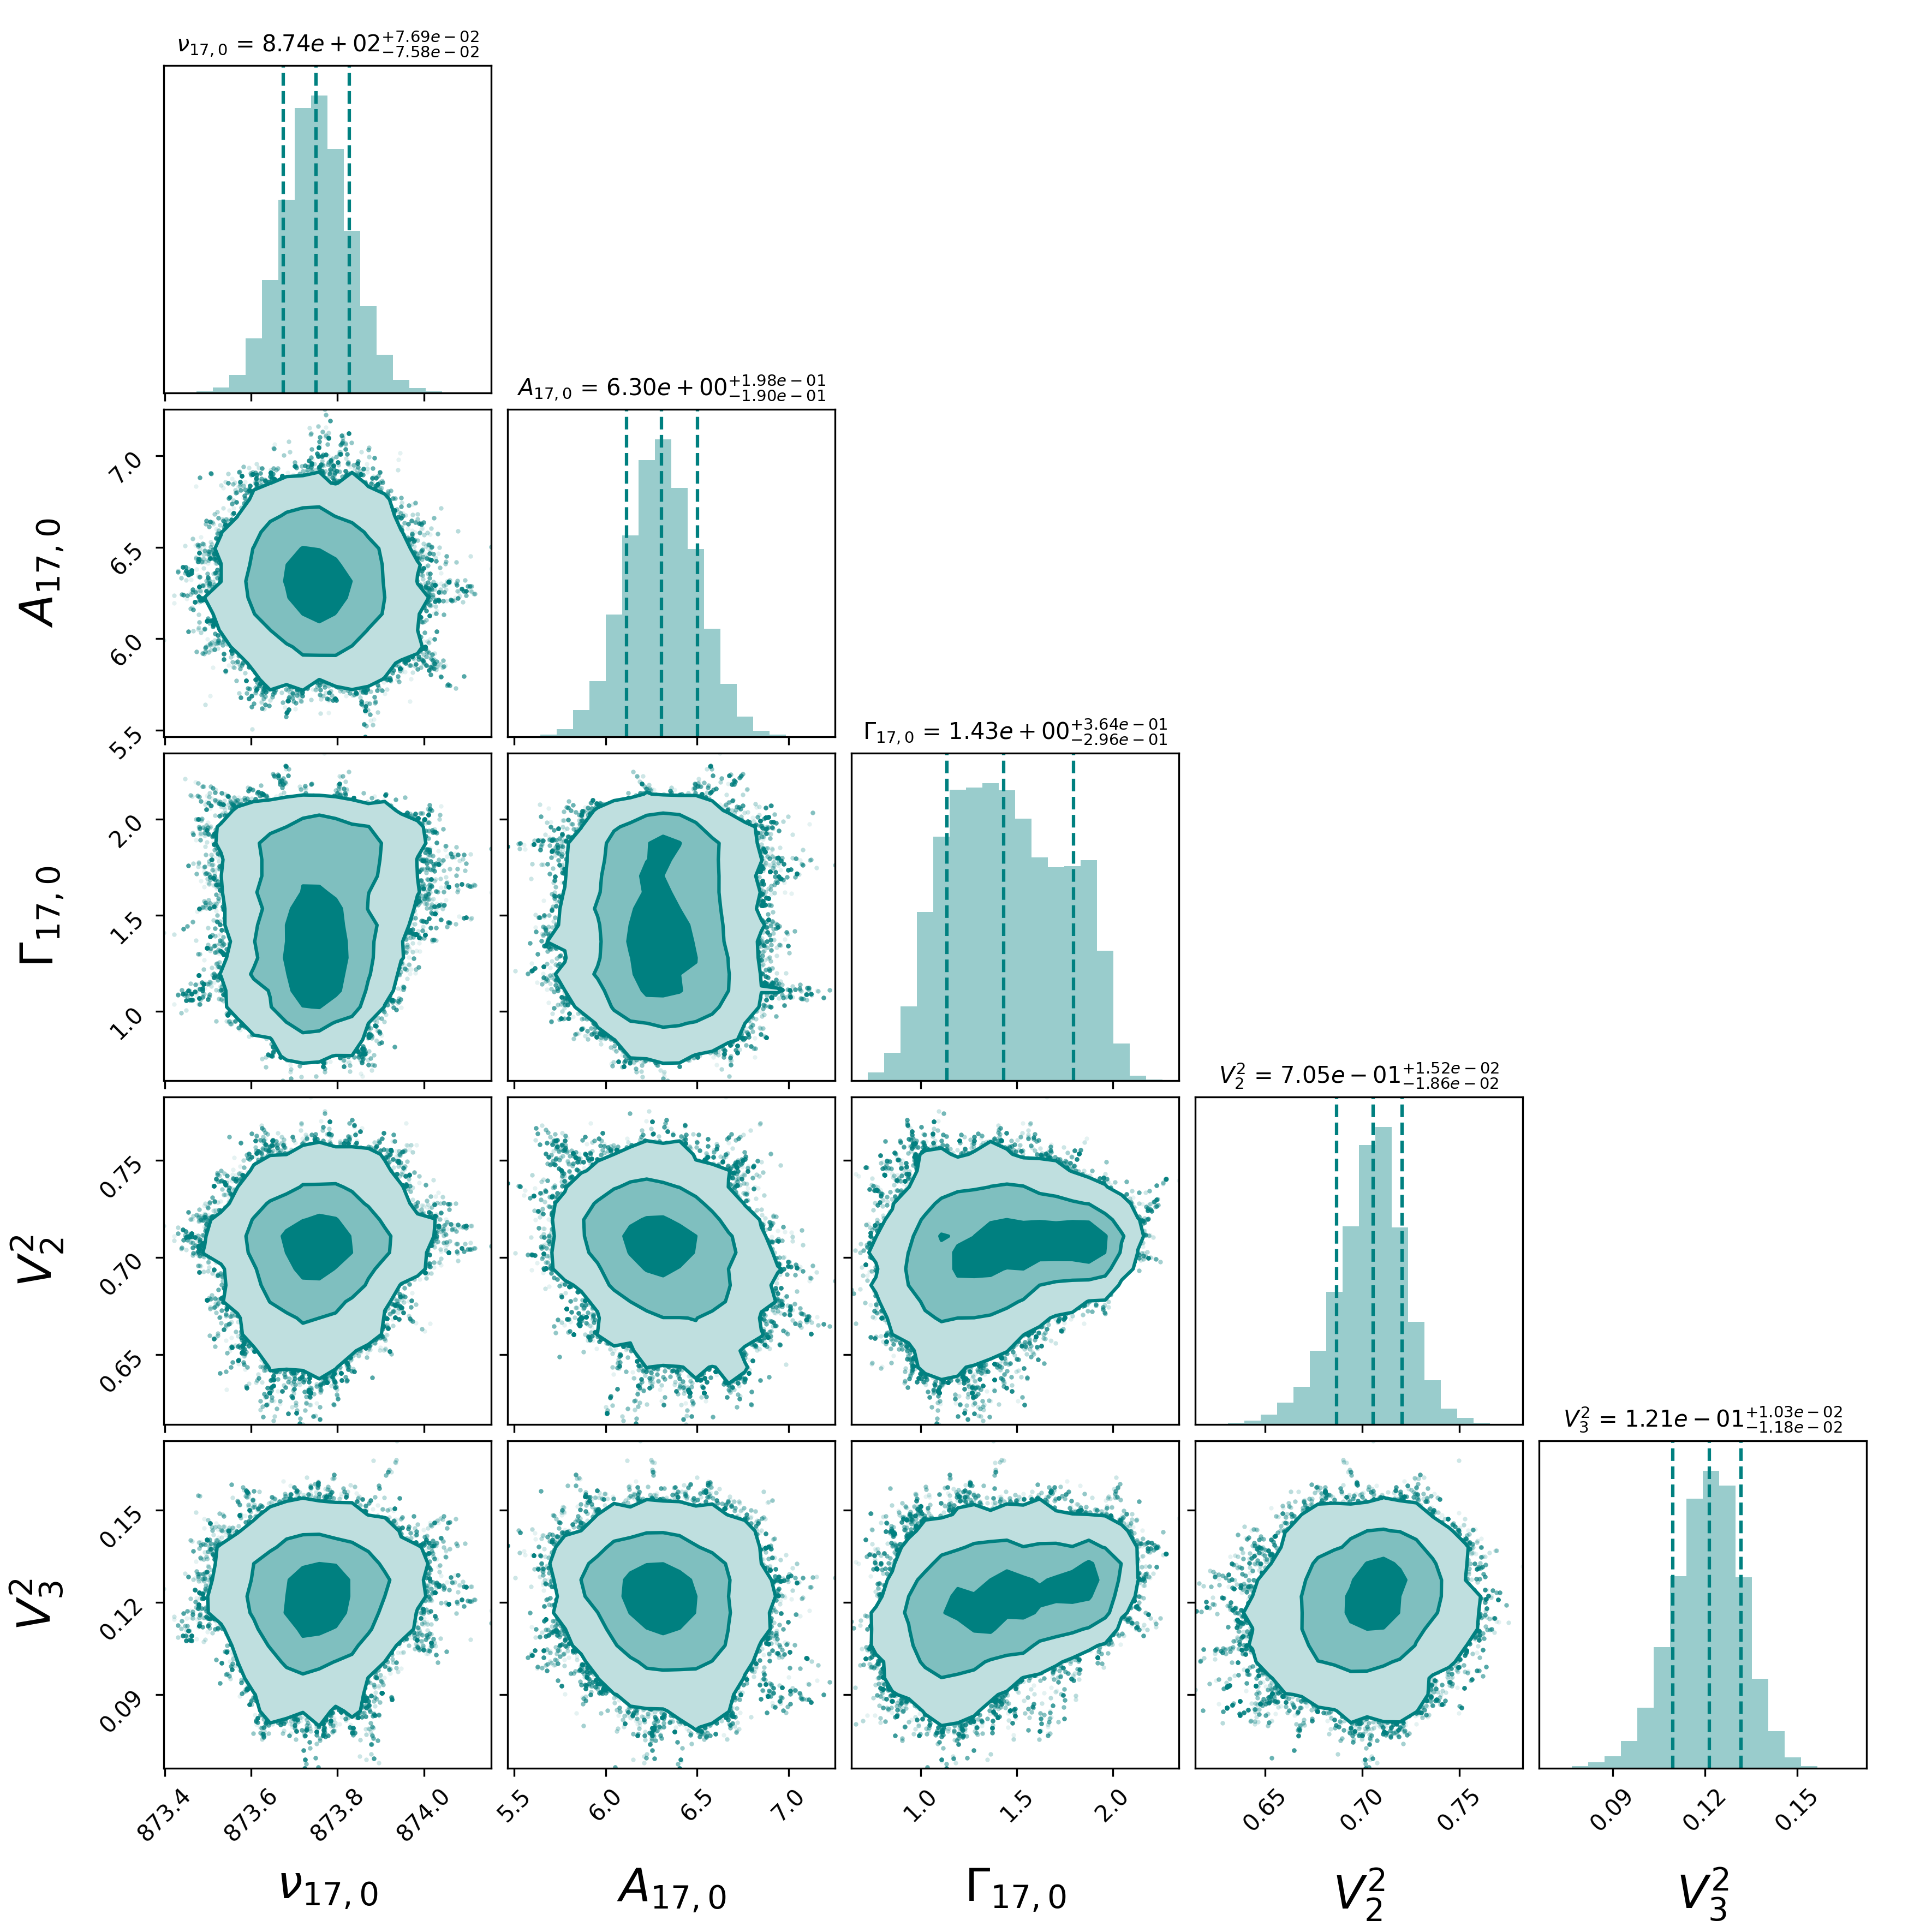 ν17, 0 = 8.74e + 02+7.69e − 02 −7.58e − 02
A17, 0 = 6.30e + 00+1.98e − 01 −1.90e − 01
7.0
6.5
6.0
5.5
A17, 0
Γ17, 0 = 1.43e + 00+3.64e − 01 −2.96e − 01
2.0
1.5
1.0
Γ17, 0
V22 = 7.05e − 01+1.52e − 02 −1.86e − 02
0.75
0.70
0.65
V22
V23 = 1.21e − 01+1.03e − 02 −1.18e − 02
0.15
0.12
0.09
V23
873.4 873.6 873.8 874.0 5.5 6.0 6.5 7.0 1.0 1.5 2.0 0.65 0.70 0.75 0.09 0.12 0.15
ν17, 0 A17, 0 Γ17, 0 V22 V23